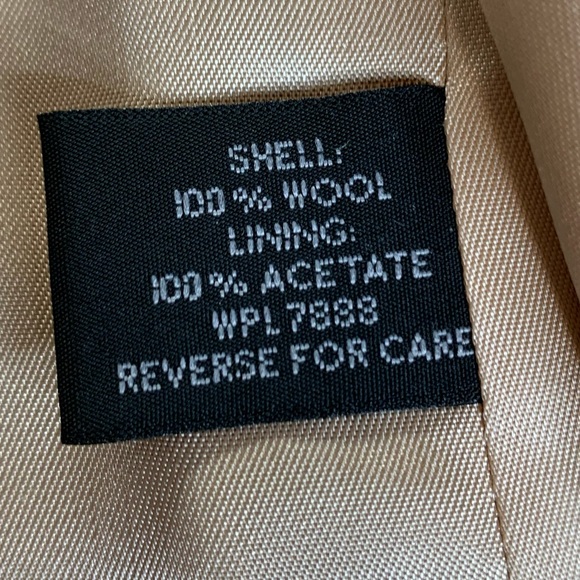 SHELL:
100% WOOL
LINING:
100% ACETATE
WPL 7888
REVERSE FOR CARE